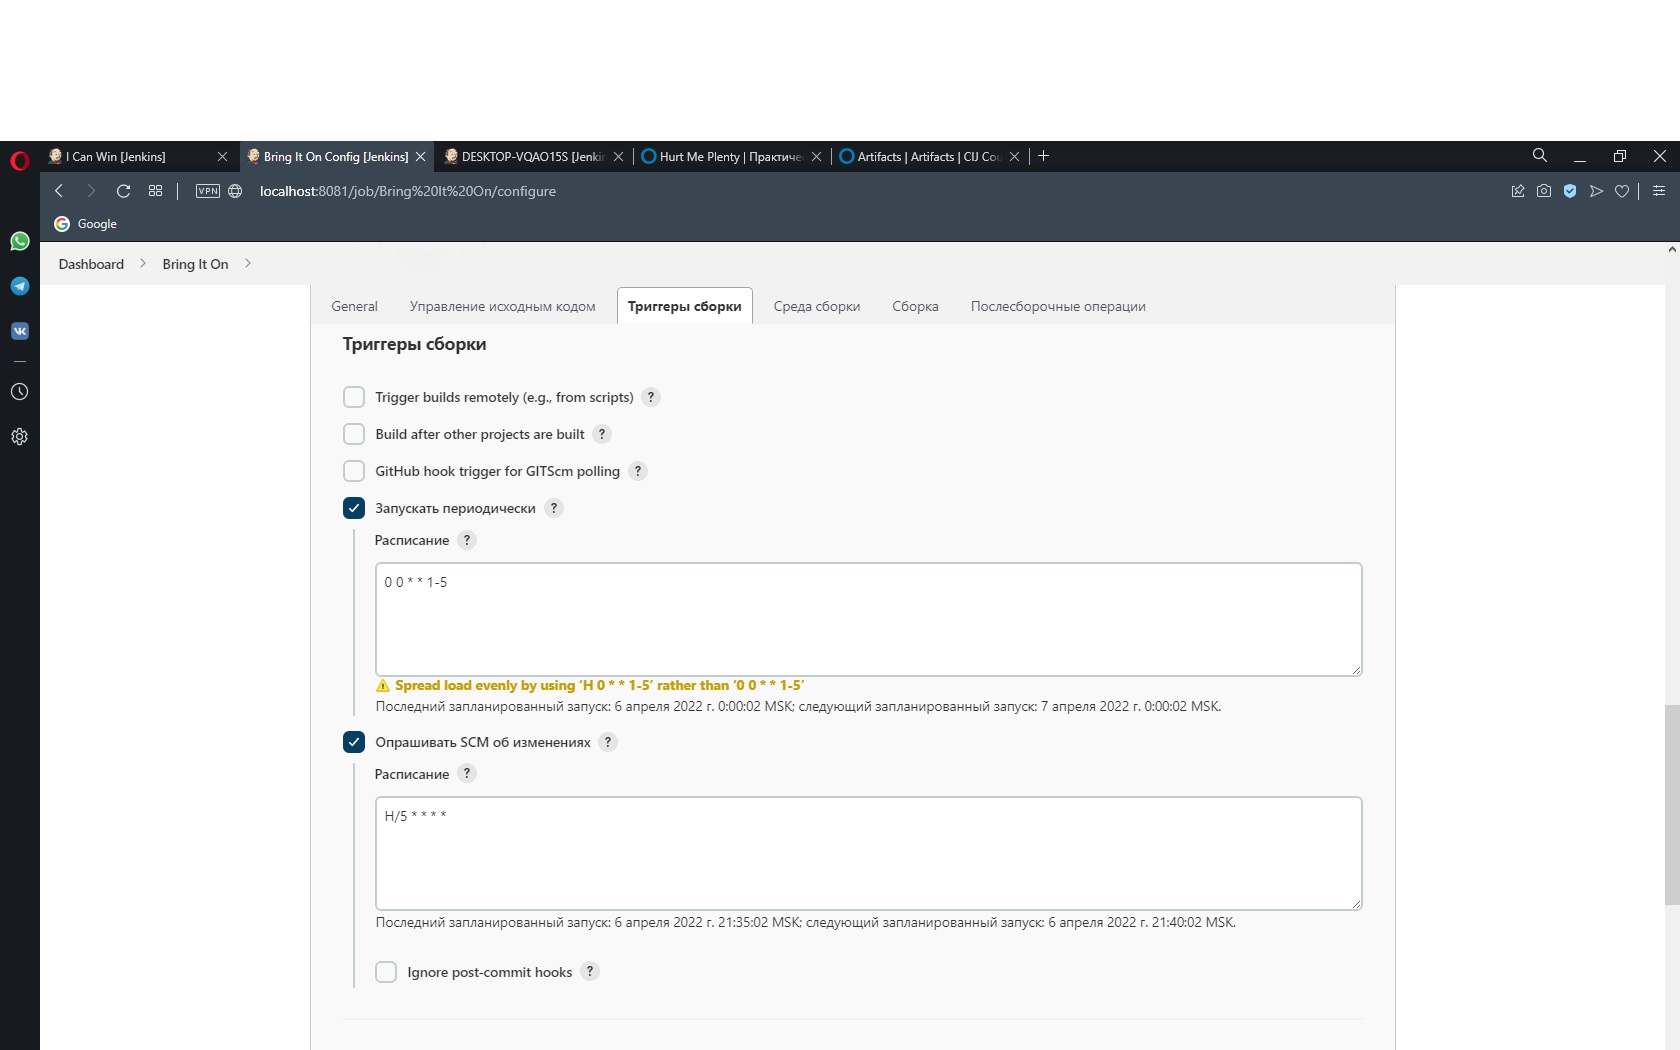 I Can Win [Jenkins]
Bring It On Config [Jenkins]
DESKTOP-VQAO15S [Jenki
Hurt Me Plenty | Практиче
Artifacts | Artifacts | CIJ Cou
VPN
localhost:8081/job/Bring%20It%20On/configure
Google
Dashboard
Bring It On
General
Управление исходным кодом
Триггеры сборки
Среда сборки
Сборка
Послесборочные операции
Триггеры сборки
Trigger builds remotely (e.g., from scripts) ?
Build after other projects are built ?
GitHub hook trigger for GITScm polling ?
Запускать периодически ?
Расписание ?
0 0 * * 1-5
Spread load evenly by using ‘H 0 * * 1-5’ rather than ‘0 0 * * 1-5’
Последний запланированный запуск: 6 апреля 2022 г. 0:00:02 MSK; следующий запланированный запуск: 7 апреля 2022 г. 0:00:02 MSK.
Опрашивать SCM об изменениях ?
Расписание ?
H/5 * * * *
Последний запланированный запуск: 6 апреля 2022 г. 21:35:02 MSK; следующий запланированный запуск: 6 апреля 2022 г. 21:40:02 MSK.
Ignore post-commit hooks ?